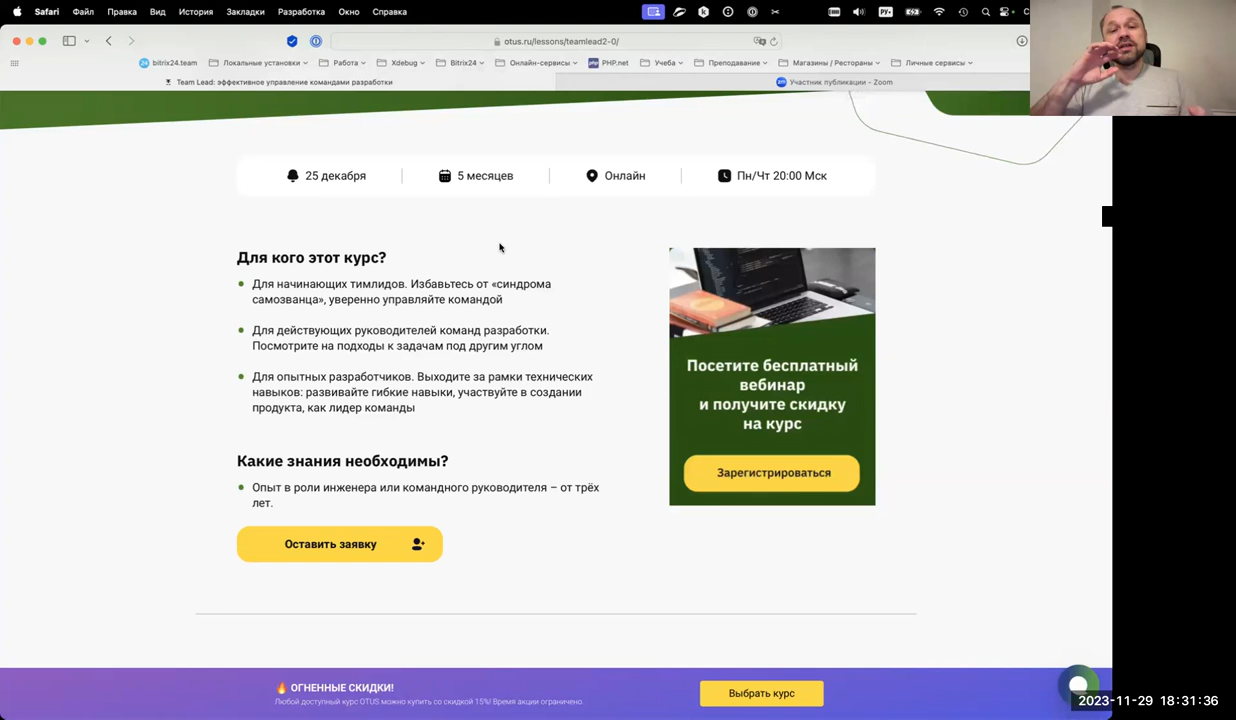 Safari Файл Правка Вид История Закладки Разработка Окно Справка
otus.ru/lessons/teamlead2-0/
bitrix24.team Локальные установки Работа Xdebug Bitrix24 Онлайн-сервисы PHP.net Учеба Преподавание Магазины / Рестораны Личные сервисы
Team Lead: эффективное управление командами разработки Участник публикации - Zoom
25 декабря 5 месяцев Онлайн Пн/Чт 20:00 Мск
Для кого этот курс?
Для начинающих тимлидов. Избавьтесь от «синдрома
самозванца», уверенно управляйте командой
Для действующих руководителей команд разработки.
Посмотрите на подходы к задачам под другим углом
Для опытных разработчиков. Выходите за рамки технических
навыков: развивайте гибкие навыки, участвуйте в создании
продукта, как лидер команды
Какие знания необходимы?
Опыт в роли инженера или командного руководителя – от трёх
лет.
Оставить заявку
Посетите бесплатный
вебинар
и получите скидку
на курс
Зарегистрироваться
ОГНЕННЫЕ СКИДКИ!
Любой доступный курс OTUS можно купить со скидкой 15%! Время акции ограничено.
Выбрать курс
2023-11-29 18:31:36